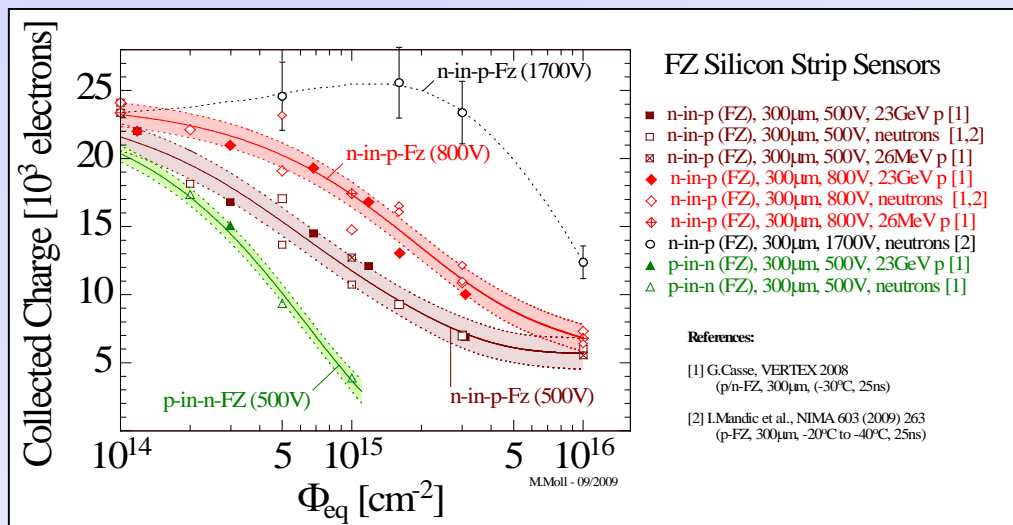 n-in-p-Fz (1700V)
n-in-p-Fz (800V)
n-in-p-Fz (500V)
p-in-n-FZ (500V)
Collected Charge [10³ electrons]
25
20
15
10
5
10¹⁴
5
10¹⁵
5
10¹⁶
Φeq [cm⁻²]
M.Moll - 09/2009
FZ Silicon Strip Sensors
n-in-p (FZ), 300μm, 500V, 23GeV p [1]
n-in-p (FZ), 300μm, 500V, neutrons [1,2]
n-in-p (FZ), 300μm, 500V, 26MeV p [1]
n-in-p (FZ), 300μm, 800V, 23GeV p [1]
n-in-p (FZ), 300μm, 800V, neutrons [1,2]
n-in-p (FZ), 300μm, 800V, 26MeV p [1]
n-in-p (FZ), 300μm, 1700V, neutrons [2]
p-in-n (FZ), 300μm, 500V, 23GeV p [1]
p-in-n (FZ), 300μm, 500V, neutrons [1]
References:
[1] G.Casse, VERTEX 2008
(p/n-FZ, 300μm, (-30°C, 25ns)
[2] I.Mandic et al., NIMA 603 (2009) 263
(p-FZ, 300μm, -20°C to -40°C, 25ns)